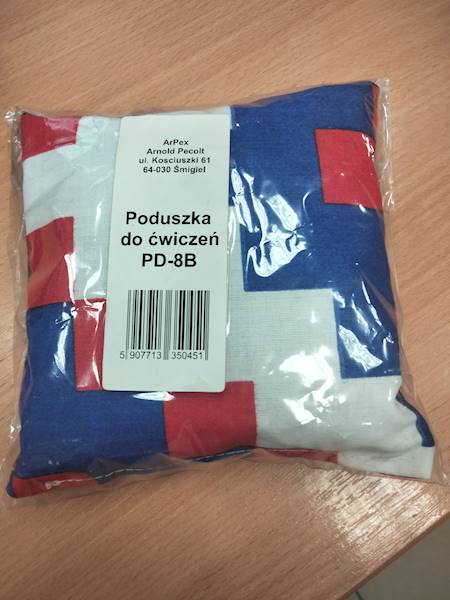 ArPex
Arnold Pecolt
ul. Kosciuszki 61
64-030 Śmigiel
Poduszka
do ćwiczeń
PD-8B
5 907713 350451